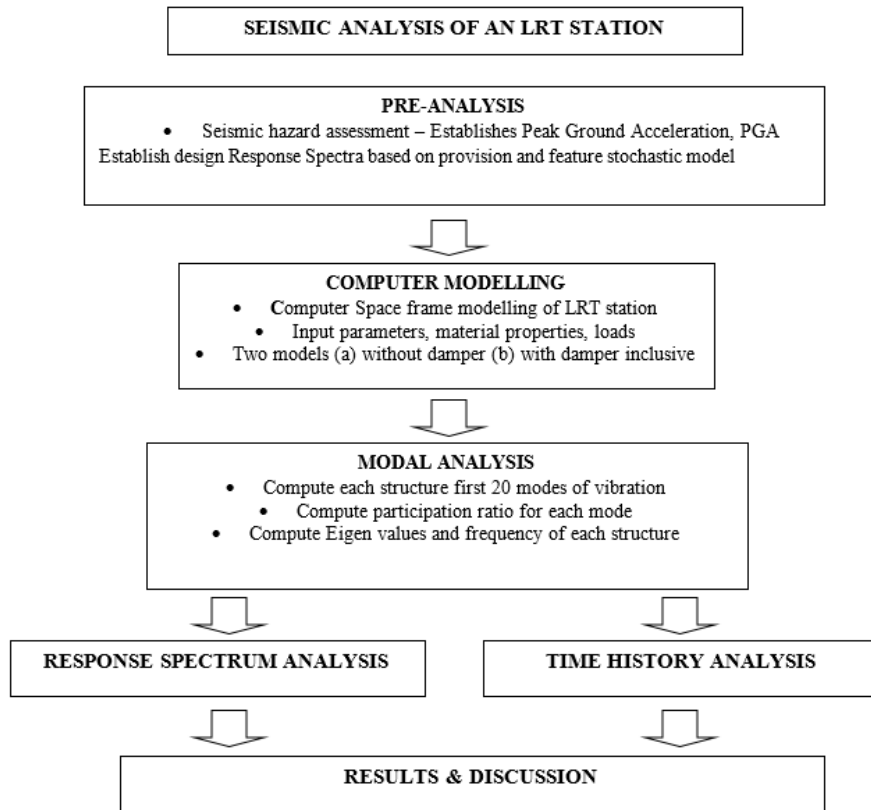 SEISMIC ANALYSIS OF AN LRT STATION
PRE-ANALYSIS
• Seismic hazard assessment – Establishes Peak Ground Acceleration, PGA
Establish design Response Spectra based on provision and feature stochastic model
COMPUTER MODELLING
• Computer Space frame modelling of LRT station
• Input parameters, material properties, loads
• Two models (a) without damper (b) with damper inclusive
MODAL ANALYSIS
• Compute each structure first 20 modes of vibration
• Compute participation ratio for each mode
• Compute Eigen values and frequency of each structure
RESPONSE SPECTRUM ANALYSIS
TIME HISTORY ANALYSIS
RESULTS & DISCUSSION